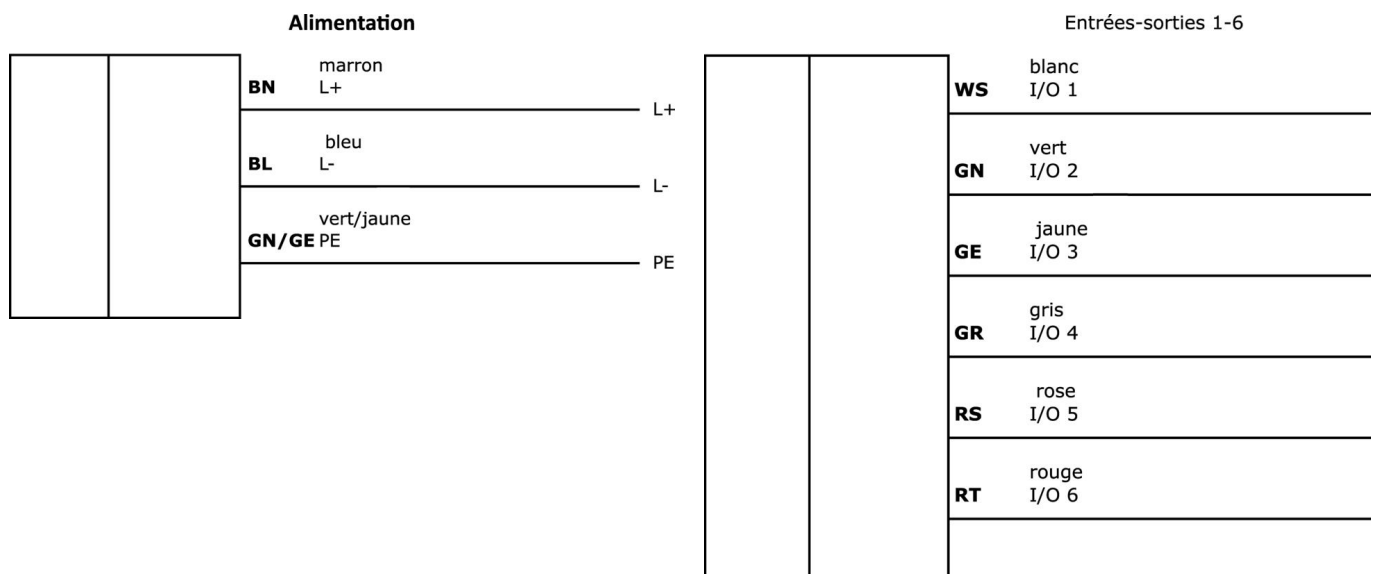 Alimentation
marron
BN L+
L+
bleu
BL L-
L-
vert/jaune
GN/GE PE
PE
Entrées-sorties 1-6
blanc
WS I/O 1
vert
GN I/O 2
jaune
GE I/O 3
gris
GR I/O 4
rose
RS I/O 5
rouge
RT I/O 6